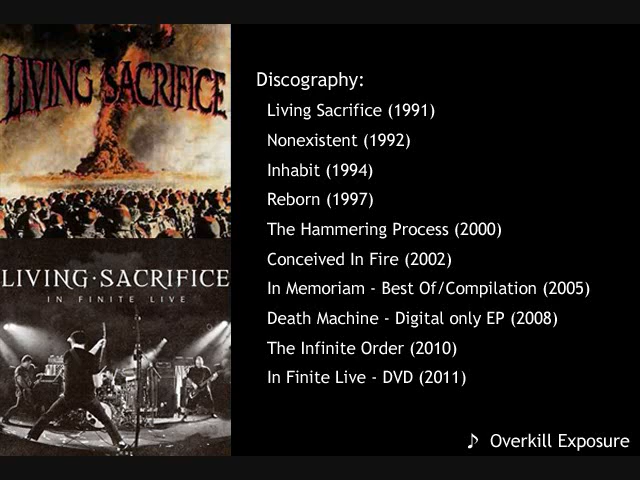 LIVING SACRIFICE
LIVING·SACRIFICE
IN FINITE LIVE
Discography:
Living Sacrifice (1991)
Nonexistent (1992)
Inhabit (1994)
Reborn (1997)
The Hammering Process (2000)
Conceived In Fire (2002)
In Memoriam - Best Of/Compilation (2005)
Death Machine - Digital only EP (2008)
The Infinite Order (2010)
In Finite Live - DVD (2011)
♪ Overkill Exposure